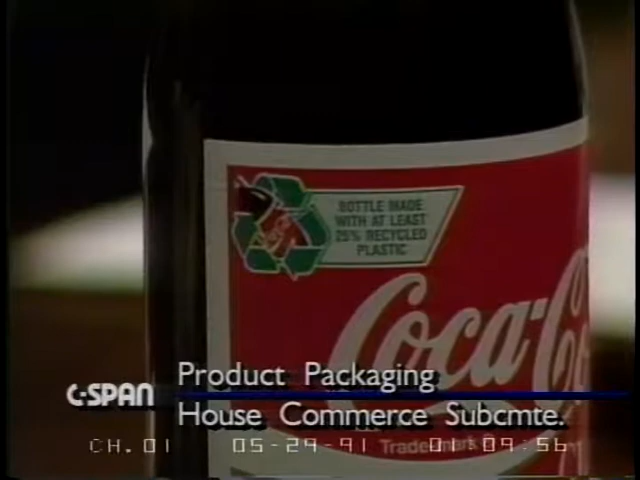 BOTTLE MADE
WITH AT LEAST
25% RECYCLED
PLASTIC
Coca-Co
Trademark
C-SPAN
Product Packaging
House Commerce Subcmte.
CH. 01 05-29-91 01:09:56